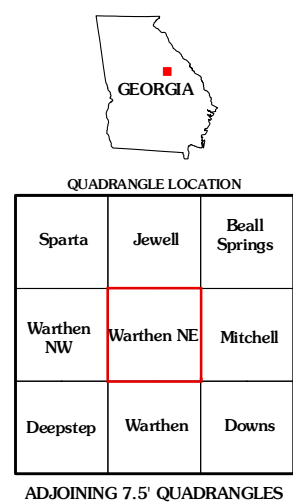 GEORGIA
QUADRANGLE LOCATION
Sparta
Jewell
Beall
Springs
Warthen
NW
Warthen NE
Mitchell
Deepstep
Warthen
Downs
ADJOINING 7.5' QUADRANGLES